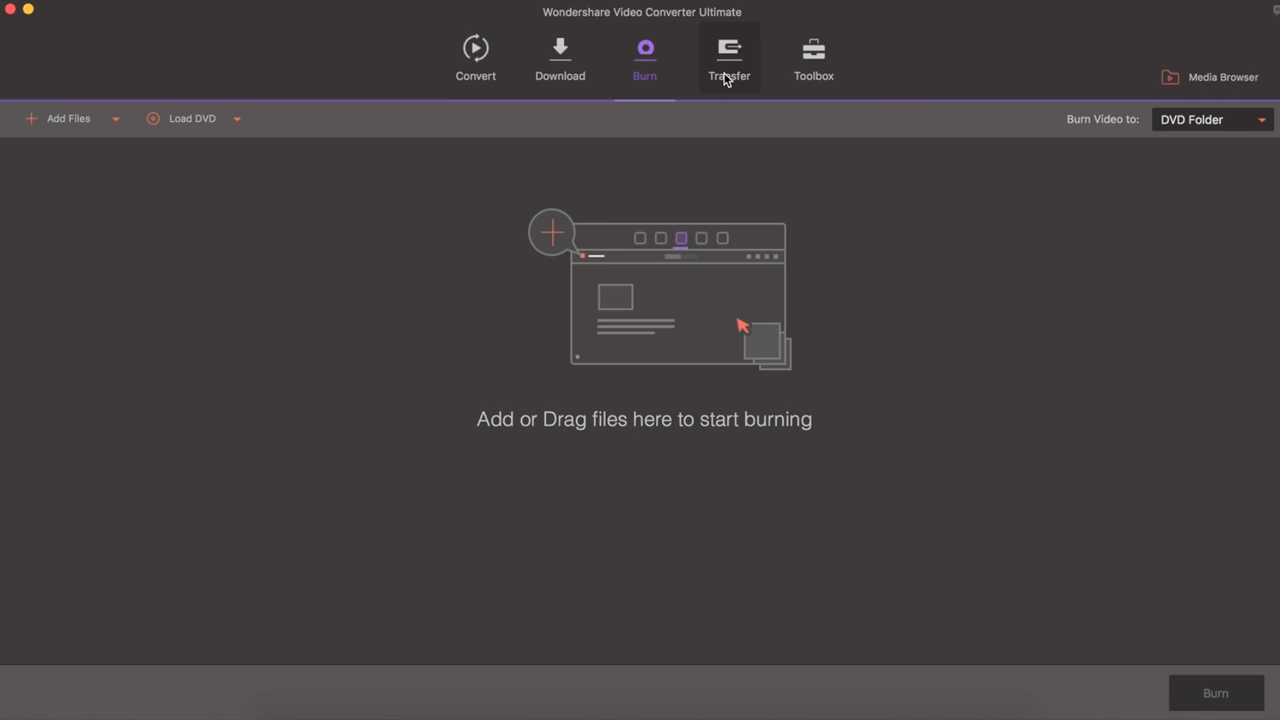 Wondershare Video Converter Ultimate
Convert
Download
Burn
Transfer
Toolbox
Media Browser
Add Files
Load DVD
Burn Video to:
DVD Folder
Add or Drag files here to start burning
Burn